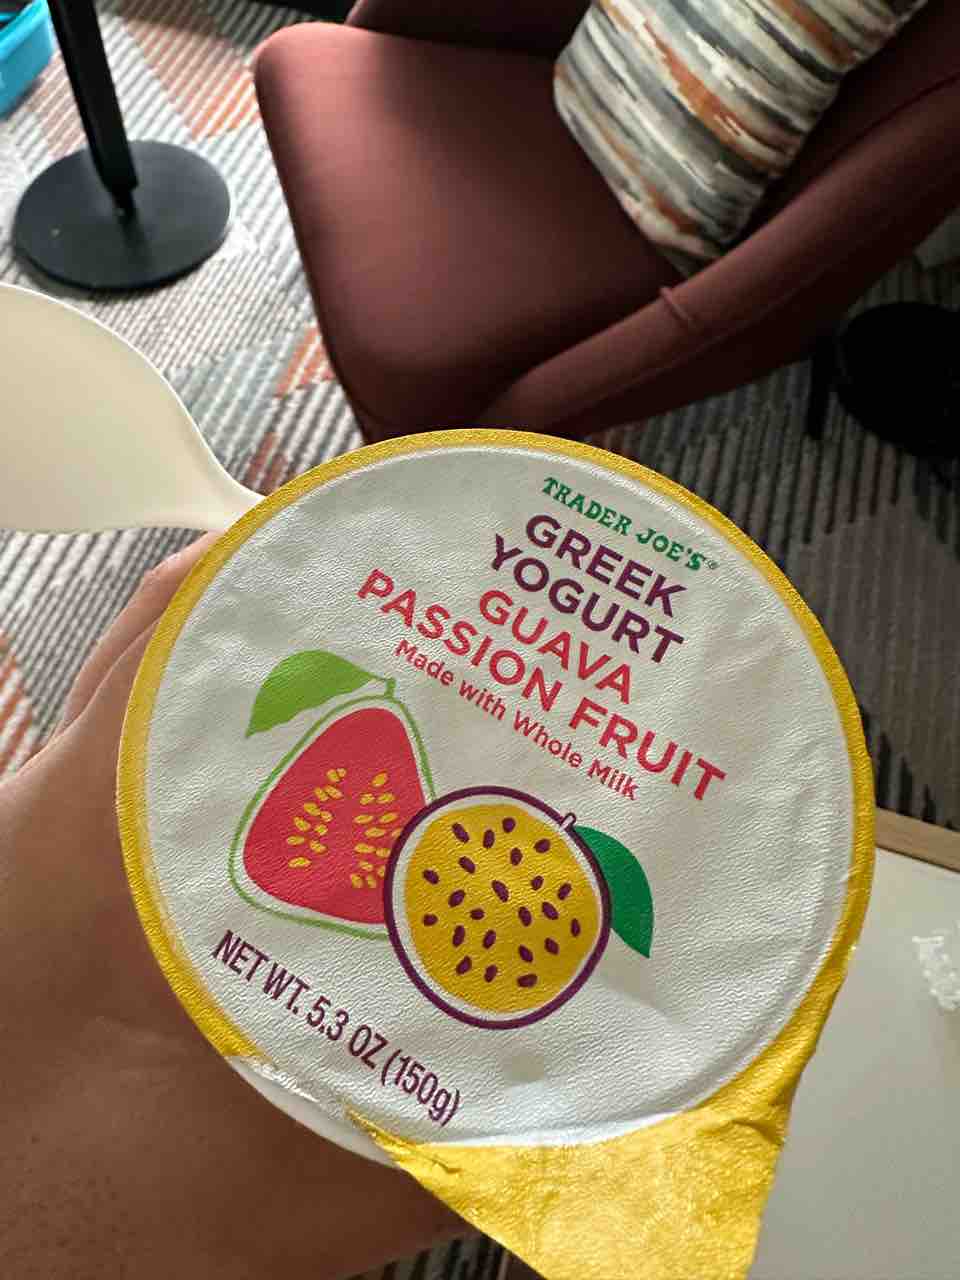 TRADER JOE'S®
GREEK
YOGURT
GUAVA
PASSION FRUIT
Made with Whole Milk
NET WT. 5.3 OZ (150g)